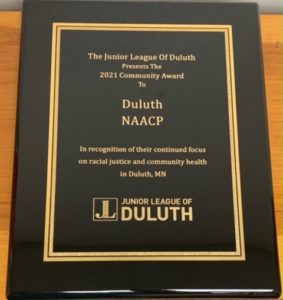 The Junior League Of Duluth
Presents The
2021 Community Award
To
Duluth
NAACP
In recognition of their continued focus
on racial justice and community health
in Duluth, MN
JL
JUNIOR LEAGUE OF
DULUTH